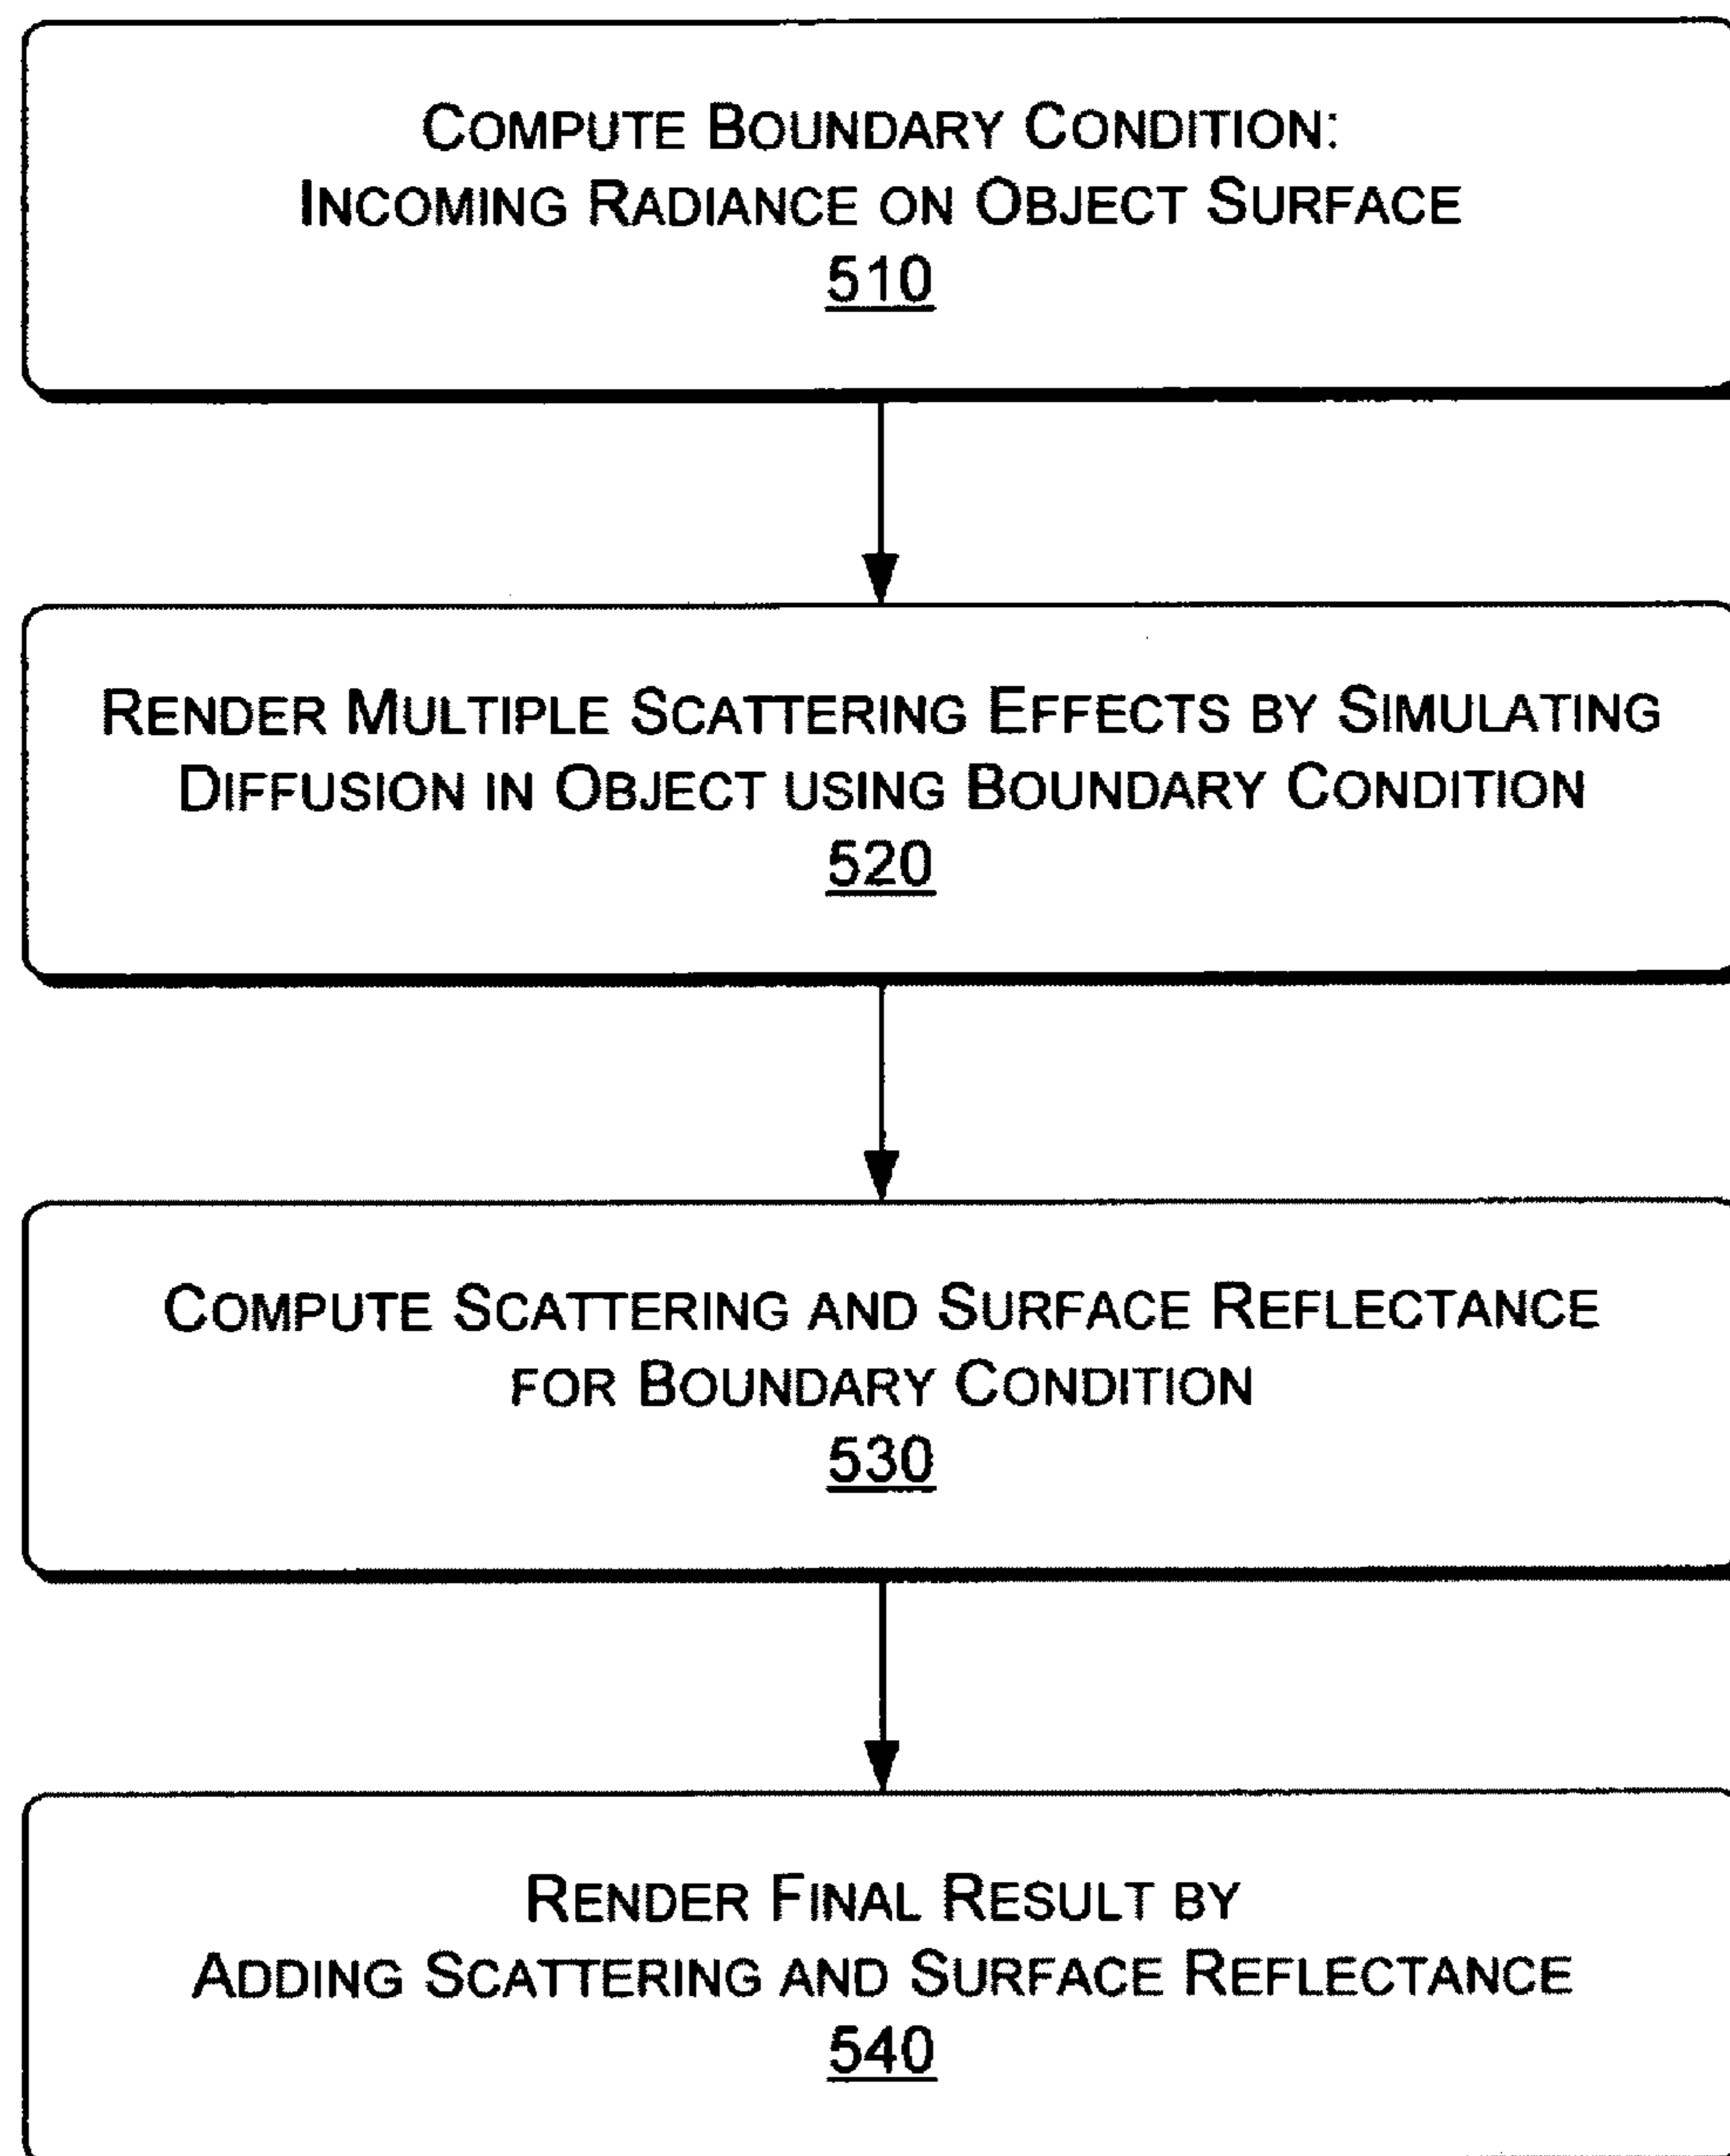 COMPUTE BOUNDARY CONDITION:
INCOMING RADIANCE ON OBJECT SURFACE
510
RENDER MULTIPLE SCATTERING EFFECTS BY SIMULATING
DIFFUSION IN OBJECT USING BOUNDARY CONDITION
520
COMPUTE SCATTERING AND SURFACE REFLECTANCE
FOR BOUNDARY CONDITION
530
RENDER FINAL RESULT BY
ADDING SCATTERING AND SURFACE REFLECTANCE
540